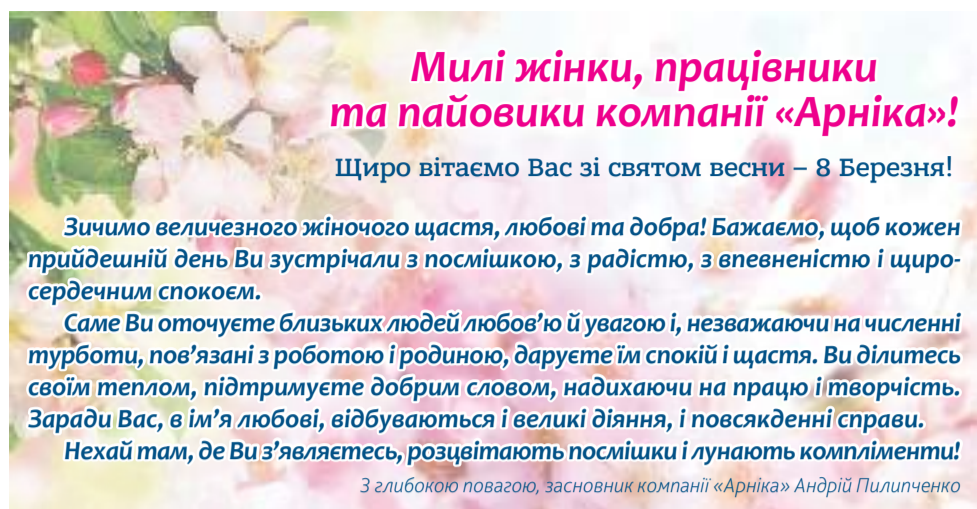 Милі жінки, працівники
та пайовики компанії «Арніка»!
Щиро вітаємо Вас зі святом весни – 8 Березня!
Зичимо величезного жіночого щастя, любові та добра! Бажаємо, щоб кожен
прийдешній день Ви зустрічали з посмішкою, з радістю, з впевненістю і щиро-
сердечним спокоєм.
Саме Ви оточуєте близьких людей любов’ю й увагою і, незважаючи на численні
турботи, пов’язані з роботою і родиною, даруєте їм спокій і щастя. Ви ділитесь
своїм теплом, підтримуєте добрим словом, надихаючи на працю і творчість.
Заради Вас, в ім’я любові, відбуваються і великі діяння, і повсякденні справи.
Нехай там, де Ви з’являєтесь, розцвітають посмішки і лунають компліменти!
З глибокою повагою, засновник компанії «Арніка» Андрій Пилипченко